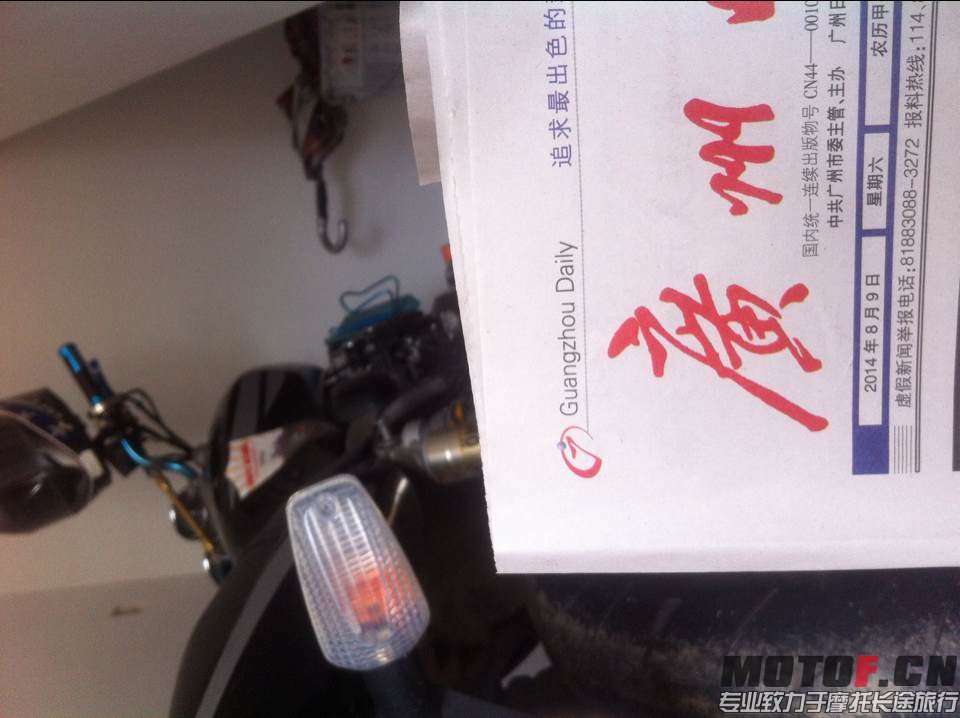 追求最出色的
Guangzhou Daily
廣州
国内统一连续出版物号 CN44—0010
中共广州市委主管、主办 广州日
2014年8月9日 星期六 农历甲
虚假新闻举报电话:81883088-3272 报料热线:114.
MOTOF.CN
专业致力于摩托长途旅行